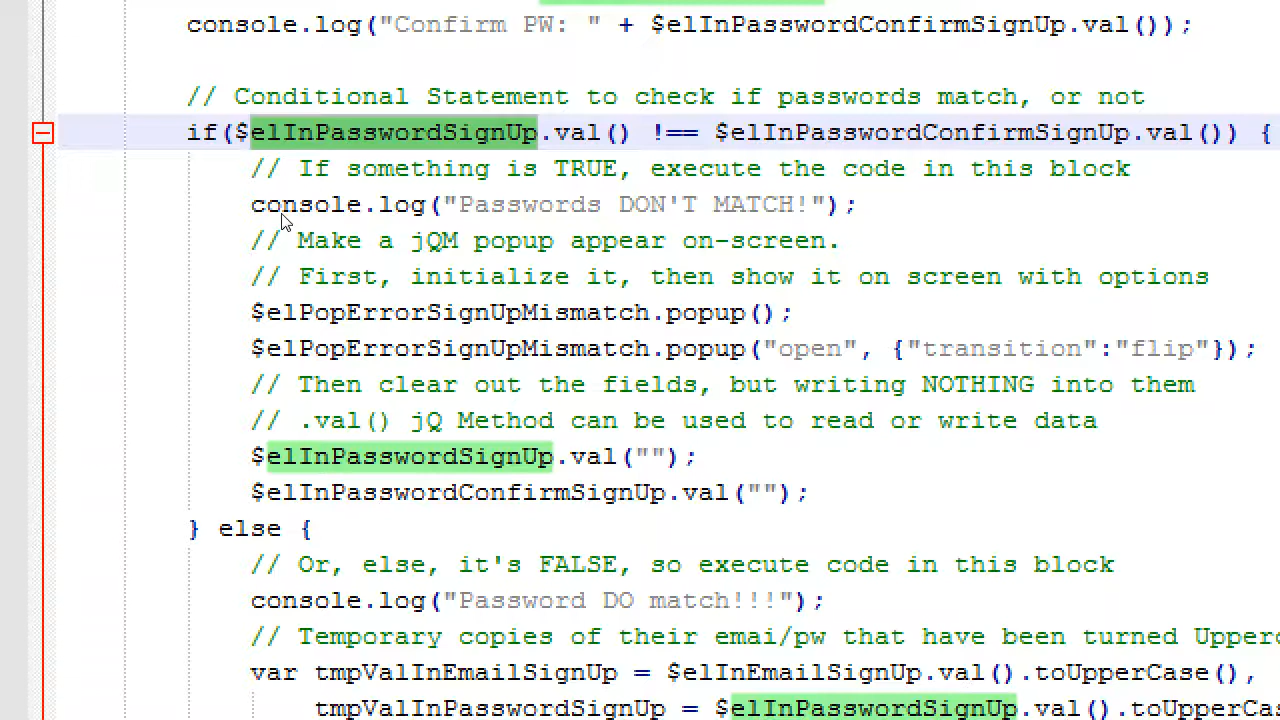 console.log("Confirm PW: " + $elInPasswordConfirmSignUp.val());
// Conditional Statement to check if passwords match, or not
if($elInPasswordSignUp.val() !== $elInPasswordConfirmSignUp.val()) {
// If something is TRUE, execute the code in this block
console.log("Passwords DON'T MATCH!");
// Make a jQM popup appear on-screen.
// First, initialize it, then show it on screen with options
$elPopErrorSignUpMismatch.popup();
$elPopErrorSignUpMismatch.popup("open", {"transition":"flip"});
// Then clear out the fields, but writing NOTHING into them
// .val() jQ Method can be used to read or write data
$elInPasswordSignUp.val("");
$elInPasswordConfirmSignUp.val("");
} else {
// Or, else, it's FALSE, so execute code in this block
console.log("Password DO match!!!");
// Temporary copies of their emai/pw that have been turned Upperc
var tmpValInEmailSignUp = $elInEmailSignUp.val().toUpperCase(),
tmpValInPasswordSignUp = $elInPasswordSignUp.val().toUpperCas